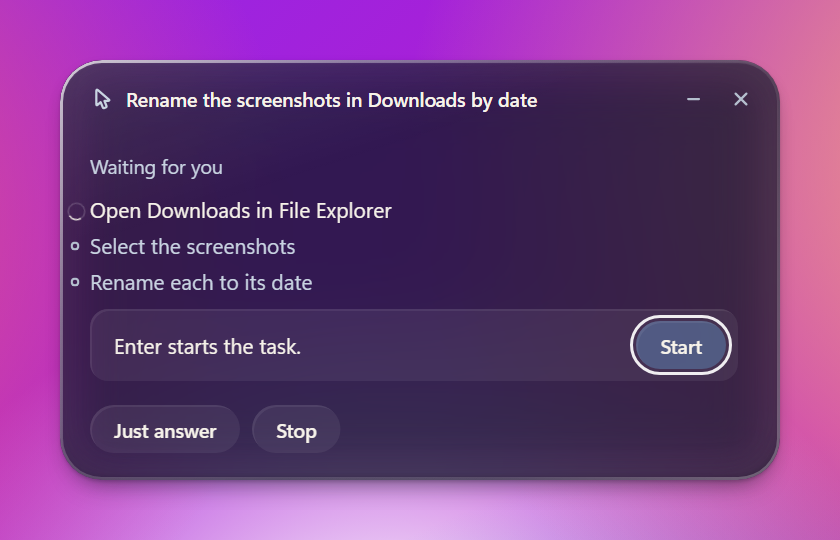 Rename the screenshots in Downloads by date
Waiting for you
Open Downloads in File Explorer
Select the screenshots
Rename each to its date
Enter starts the task.
Start
Just answer
Stop